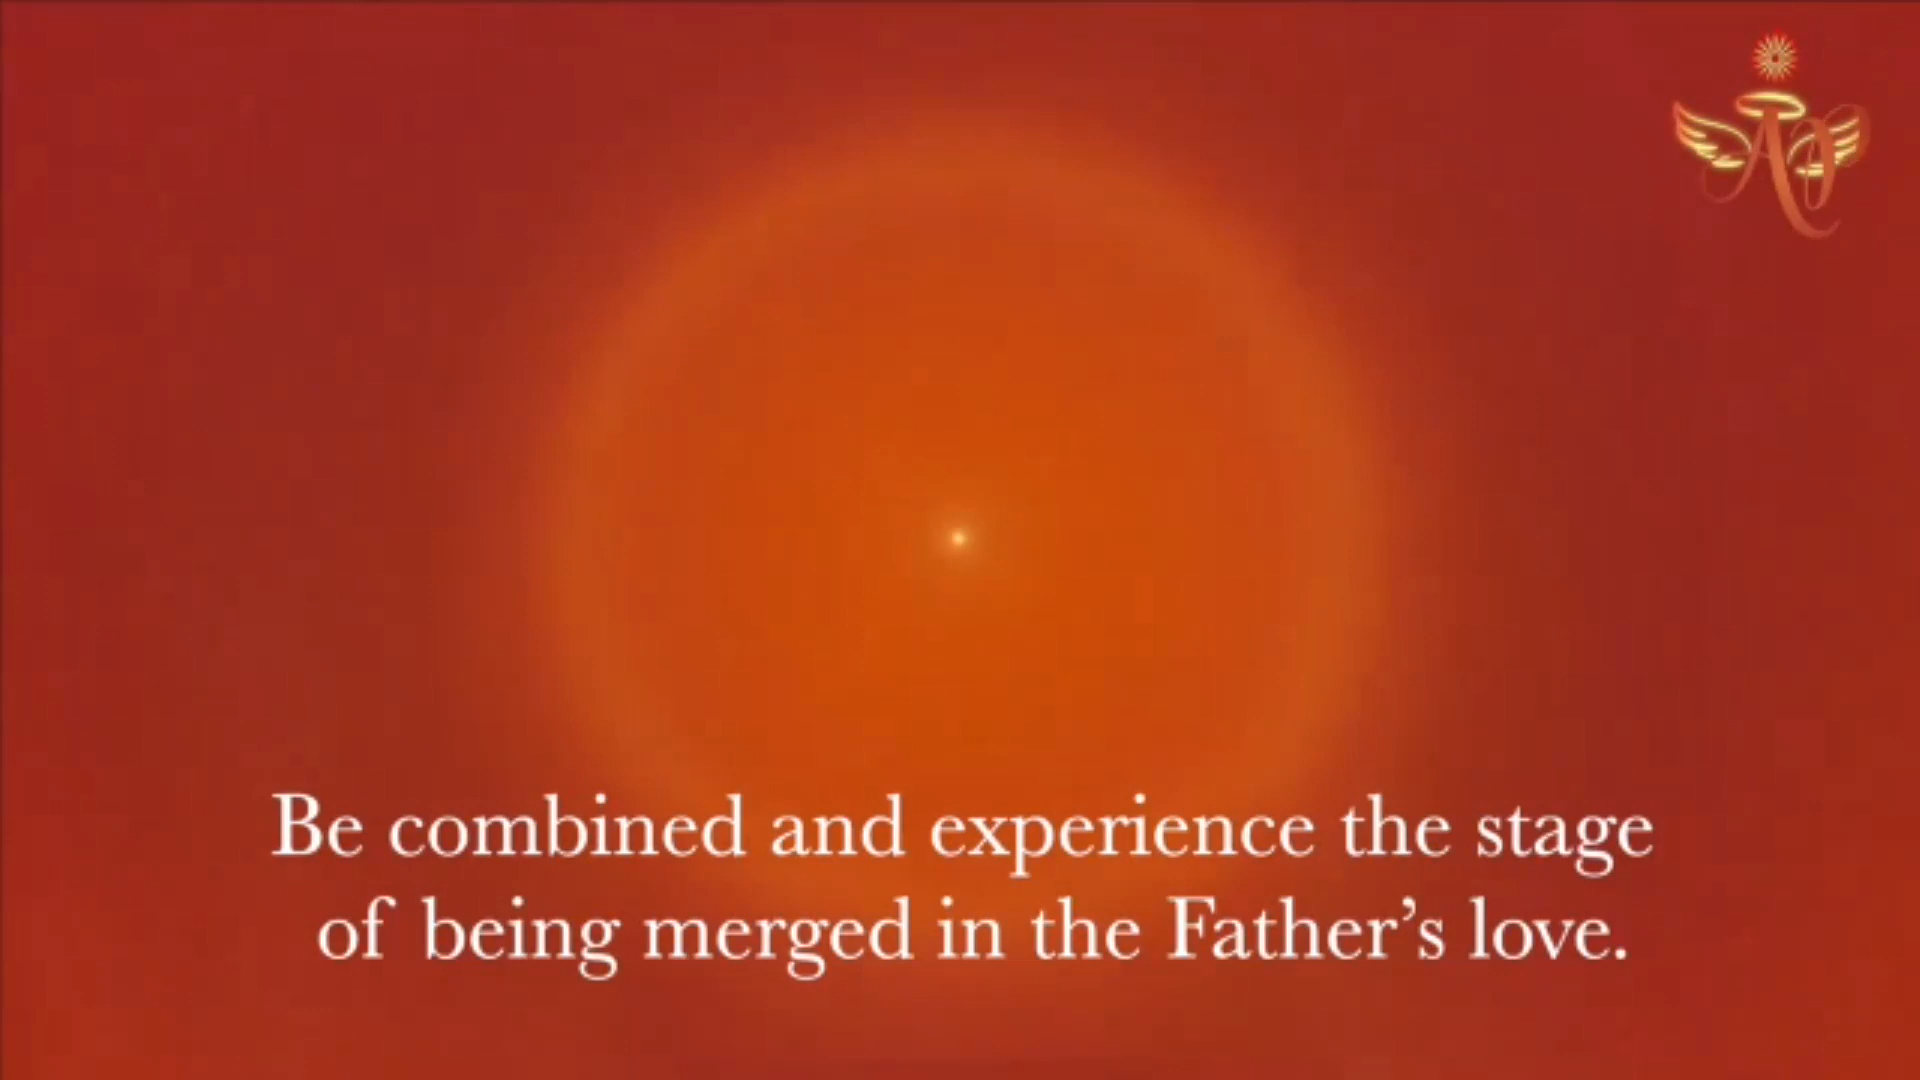 Be combined and experience the stage
of being merged in the Father’s love.